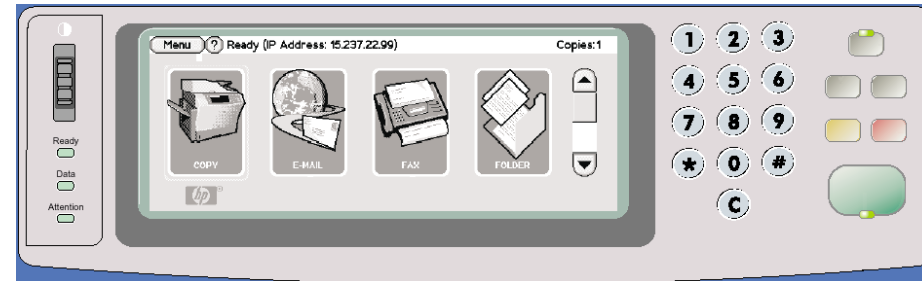 Menu ? Ready (IP Address: 15.237.22.99) Copies:1
COPY E-MAIL FAX FOLDER
hp
Ready
Data
Attention
1 2 3
4 5 6
7 8 9
* 0 #
C